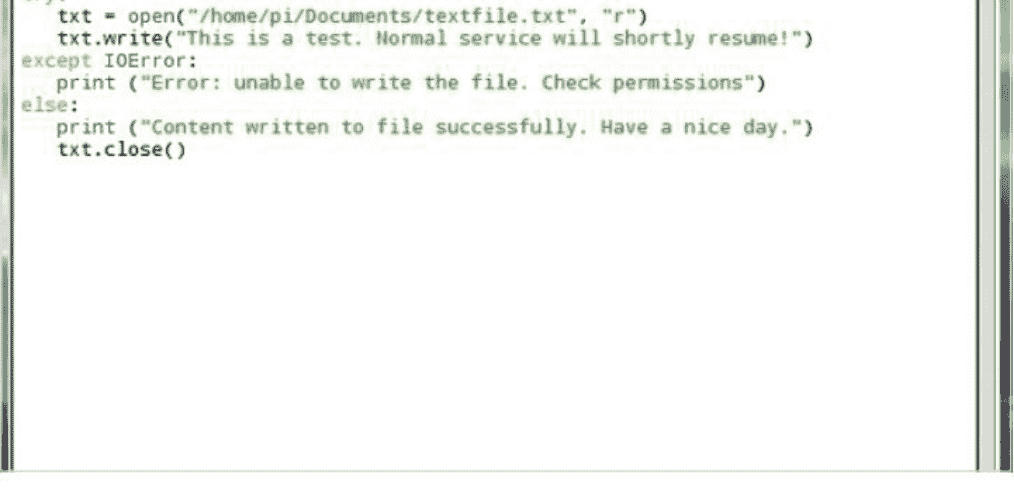 txt = open("/home/pi/Documents/textfile.txt", "r")
txt.write("This is a test. Normal service will shortly resume!")
except IOError:
print ("Error: unable to write the file. Check permissions")
else:
print ("Content written to file successfully. Have a nice day.")
txt.close()